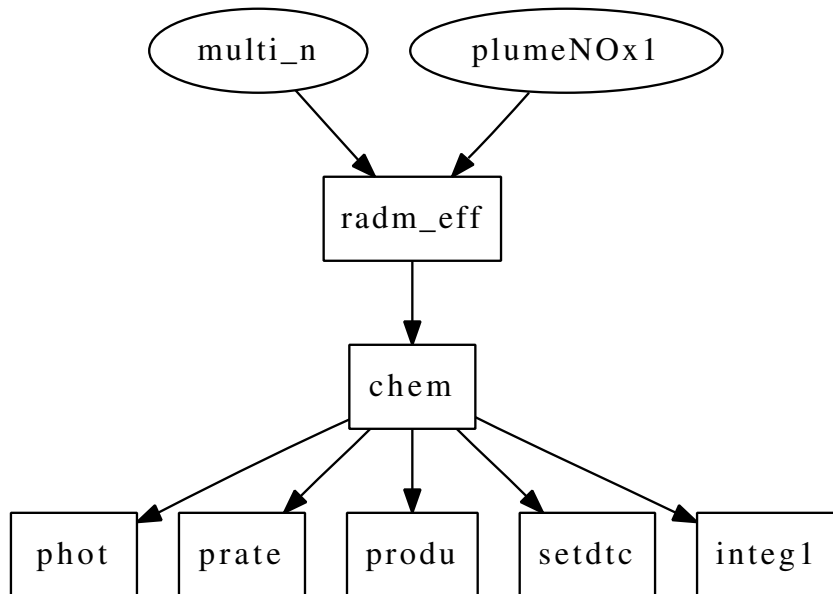 multi_n
plumeNOx1
radm_eff
chem
phot
prate
produ
setdtc
integ1